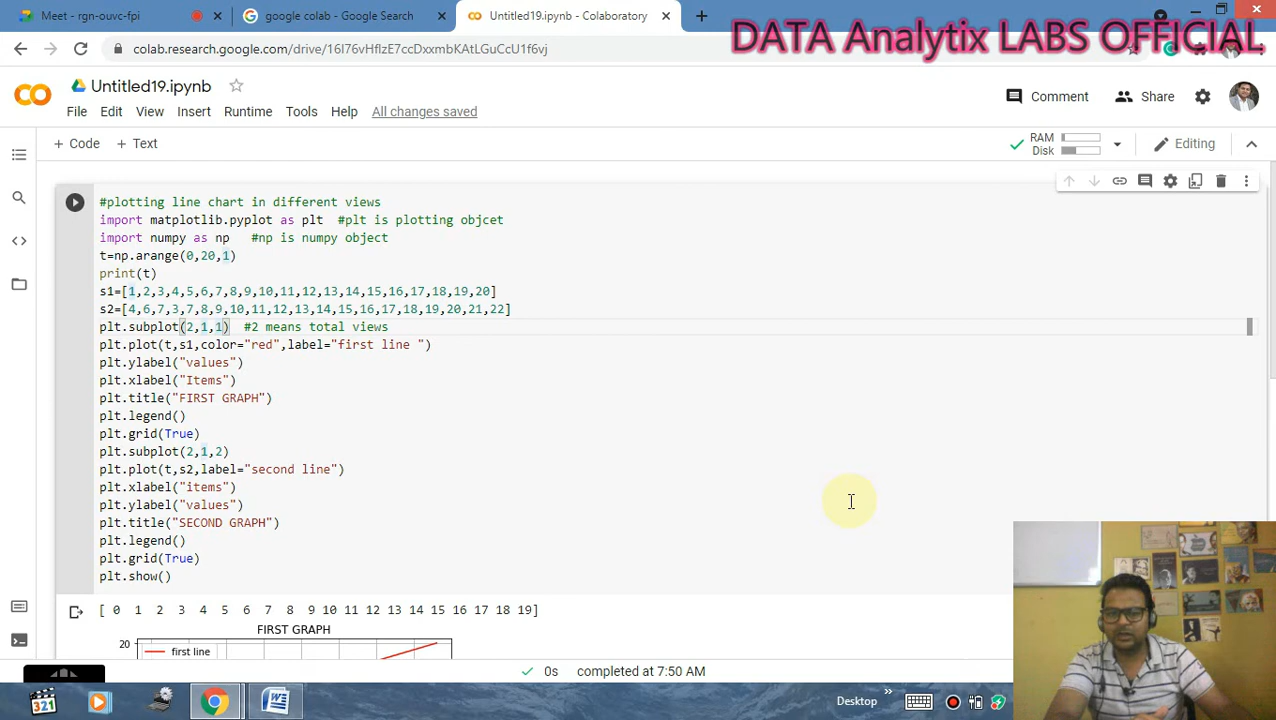 Meet - rgn-ouvc-fpi
google colab - Google Search
Untitled19.ipynb - Colaboratory
DATA Analytix LABS OFFICIAL
colab.research.google.com/drive/16I76vHfIzE7ccDxxmbKAtLGuCcU1f6vj
Untitled19.ipynb
File Edit View Insert Runtime Tools Help All changes saved
Comment
Share
+ Code + Text
RAM
Disk
Editing
#plotting line chart in different views
import matplotlib.pyplot as plt  #plt is plotting objcet
import numpy as np   #np is numpy object
t=np.arange(0,20,1)
print(t)
s1=[1,2,3,4,5,6,7,8,9,10,11,12,13,14,15,16,17,18,19,20]
s2=[4,6,7,3,7,8,9,10,11,12,13,14,15,16,17,18,19,20,21,22]
plt.subplot(2,1,1)  #2 means total views
plt.plot(t,s1,color="red",label="first line ")
plt.ylabel("values")
plt.xlabel("Items")
plt.title("FIRST GRAPH")
plt.legend()
plt.grid(True)
plt.subplot(2,1,2)
plt.plot(t,s2,label="second line")
plt.xlabel("items")
plt.ylabel("values")
plt.title("SECOND GRAPH")
plt.legend()
plt.grid(True)
plt.show()
[ 0  1  2  3  4  5  6  7  8  9 10 11 12 13 14 15 16 17 18 19]
FIRST GRAPH
20
first line
0s completed at 7:50 AM
321
Desktop